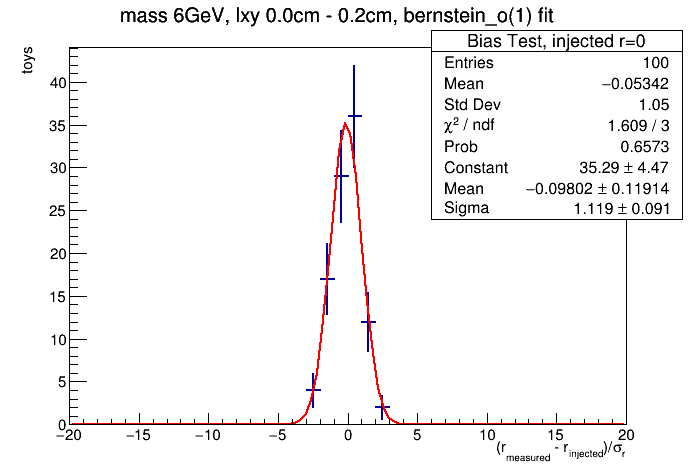 mass 6GeV, lxy 0.0cm - 0.2cm, bernstein_o(1) fit
Bias Test, injected r=0
Entries 100
Mean −0.05342
Std Dev 1.05
χ² / ndf 1.609 / 3
Prob 0.6573
Constant 35.29 ± 4.47
Mean −0.09802 ± 0.11914
Sigma 1.119 ± 0.091
toys
40
35
30
25
20
15
10
5
0
−20 −15 −10 −5 0 5 10 15 20
(r_measured - r_injected)/σ_r